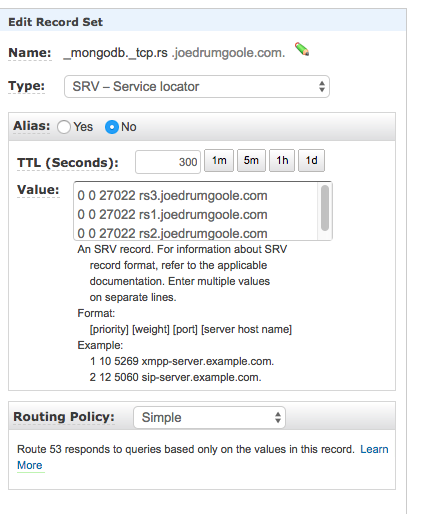 Edit Record Set
Name: _mongodb._tcp.rs .joedrumgoole.com.
Type: SRV – Service locator
Alias: Yes No
TTL (Seconds): 300 1m 5m 1h 1d
Value: 0 0 27022 rs3.joedrumgoole.com
0 0 27022 rs1.joedrumgoole.com
0 0 27022 rs2.joedrumgoole.com
An SRV record. For information about SRV
record format, refer to the applicable
documentation. Enter multiple values
on separate lines.
Format:
[priority] [weight] [port] [server host name]
Example:
1 10 5269 xmpp-server.example.com.
2 12 5060 sip-server.example.com.
Routing Policy: Simple
Route 53 responds to queries based only on the values in this record. Learn
More